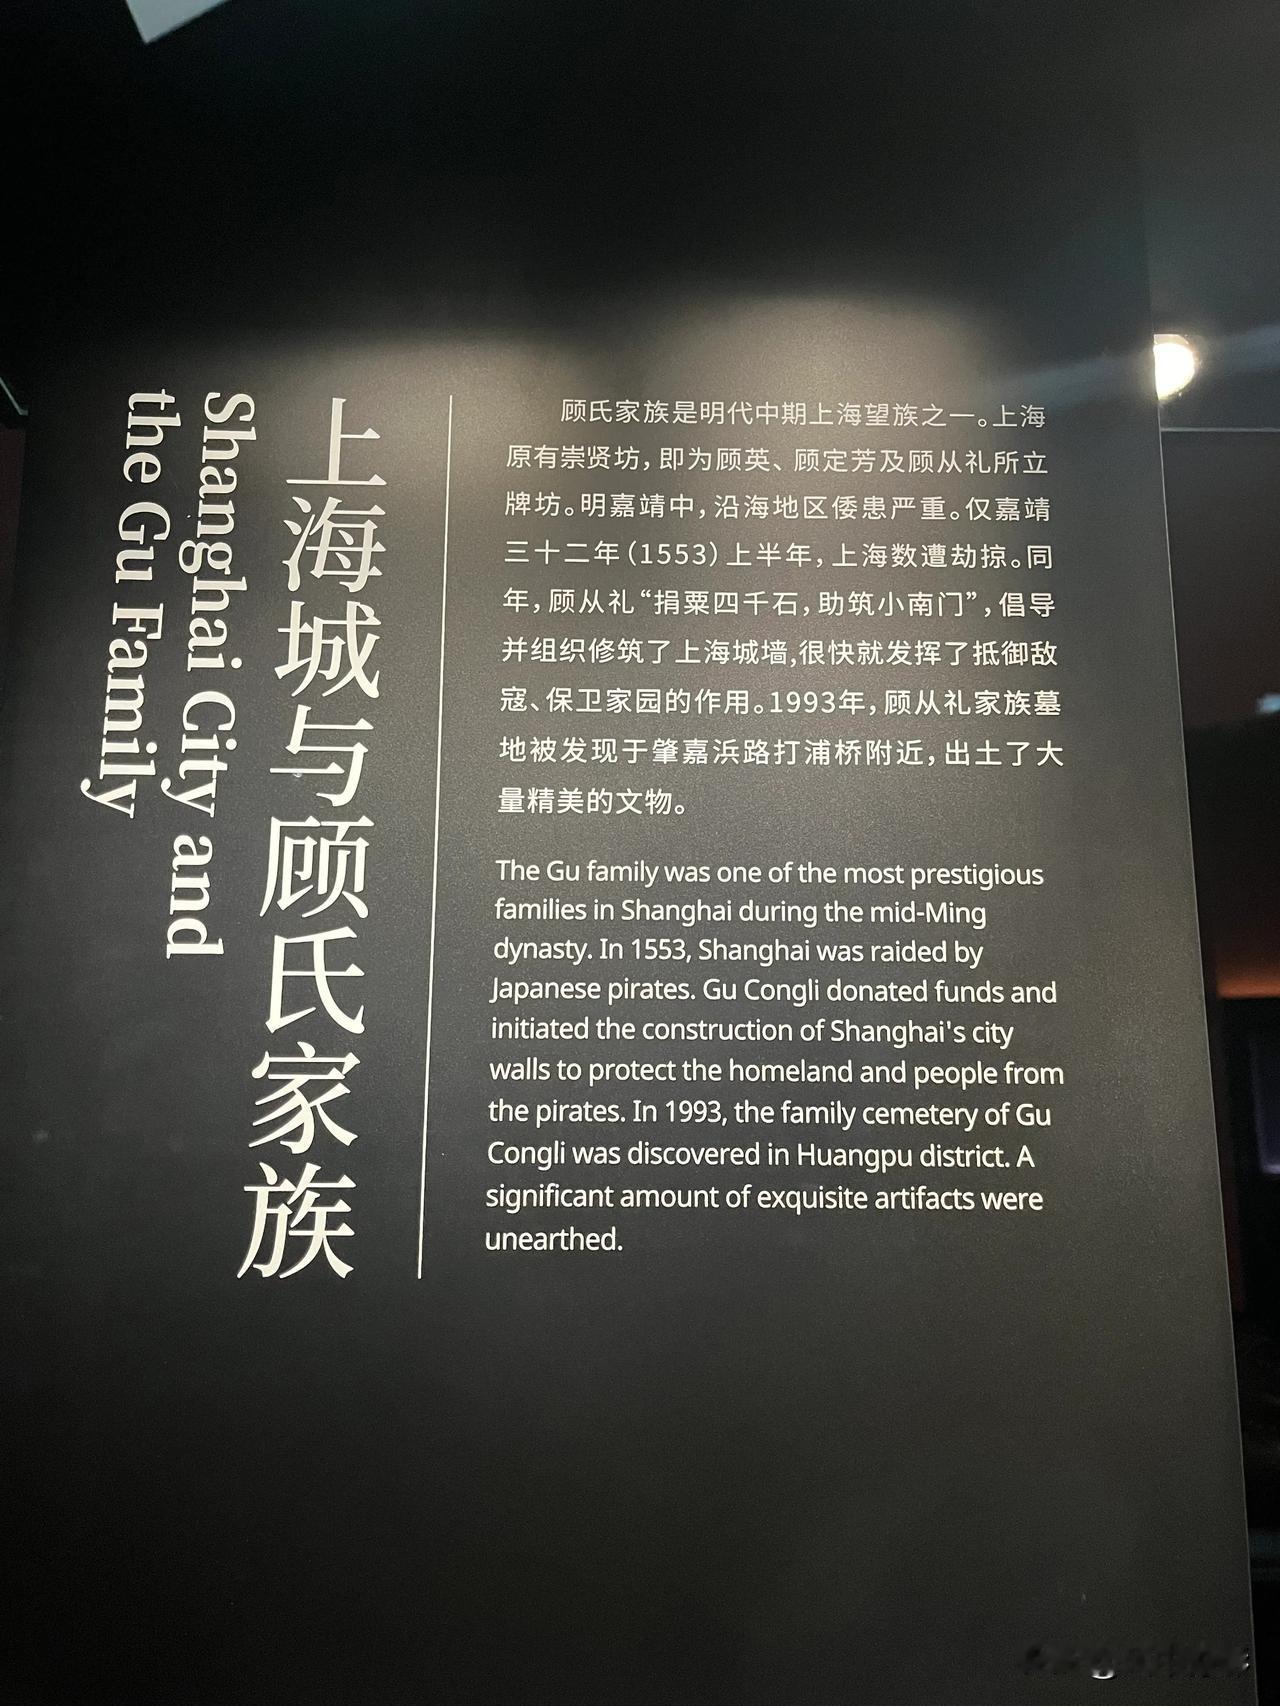 上海城与顾氏家族
Shanghai City and
the Gu Family
顾氏家族是明代中期上海望族之一。上海
原有崇贤坊，即为顾英、顾定芳及顾从礼所立
牌坊。明嘉靖中，沿海地区倭患严重。仅嘉靖
三十二年（1553）上半年，上海数遭劫掠。同
年，顾从礼“捐粟四千石，助筑小南门”，倡导
并组织修筑了上海城墙,很快就发挥了抵御敌
寇、保卫家园的作用。1993年，顾从礼家族墓
地被发现于肇嘉浜路打浦桥附近，出土了大
量精美的文物。
The Gu family was one of the most prestigious
families in Shanghai during the mid-Ming
dynasty. In 1553, Shanghai was raided by
Japanese pirates. Gu Congli donated funds and
initiated the construction of Shanghai's city
walls to protect the homeland and people from
the pirates. In 1993, the family cemetery of Gu
Congli was discovered in Huangpu district. A
significant amount of exquisite artifacts were
unearthed.